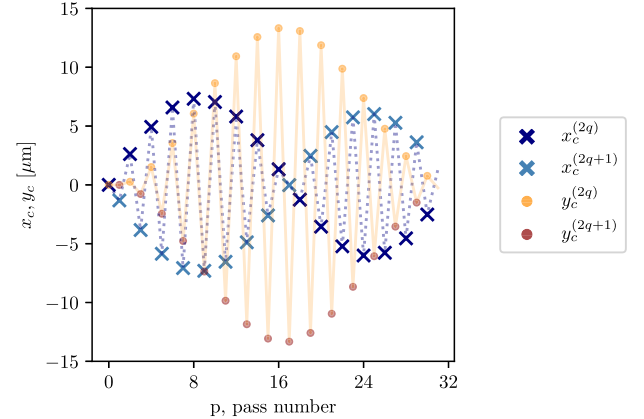 15
10
5
0
−5
−10
−15
x_c, y_c [μm]
0 8 16 24 32
p, pass number
x_c^(2q)
x_c^(2q+1)
y_c^(2q)
y_c^(2q+1)